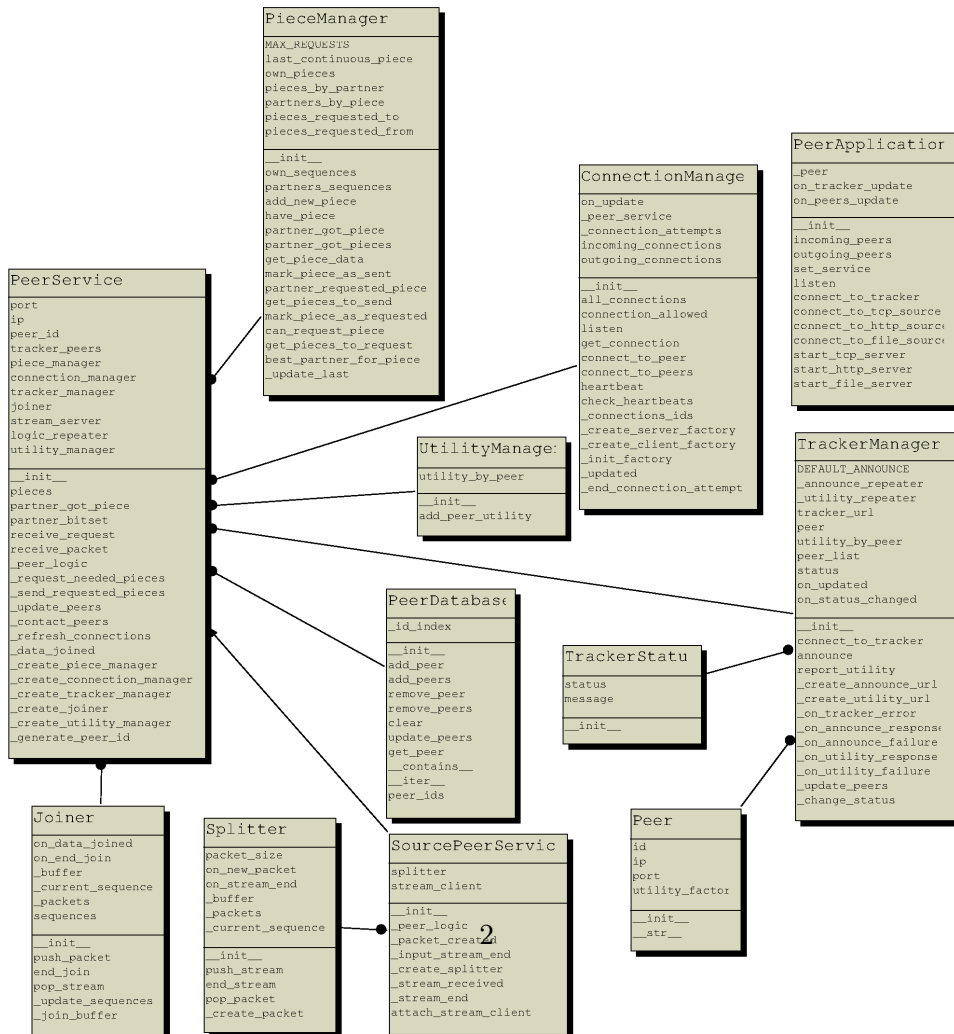 PieceManager
MAX_REQUESTS
last_continuous_piece
own_pieces
pieces_by_partner
partners_by_piece
pieces_requested_to
pieces_requested_from
__init__
own_sequences
partners_sequences
add_new_piece
have_piece
partner_got_piece
partner_got_pieces
get_piece_data
mark_piece_as_sent
partner_requested_piece
get_pieces_to_send
mark_piece_as_requested
can_request_piece
get_pieces_to_request
best_partner_for_piece
_update_last
PeerApplication
_peer
on_tracker_update
on_peers_update
__init__
incoming_peers
outgoing_peers
set_service
listen
connect_to_tracker
connect_to_tcp_source
connect_to_http_source
connect_to_file_source
start_tcp_server
start_http_server
start_file_server
ConnectionManage
on_update
_peer_service
_connection_attempts
incoming_connections
outgoing_connections
__init__
all_connections
connection_allowed
listen
get_connection
connect_to_peer
connect_to_peers
heartbeat
check_heartbeats
_connections_ids
_create_server_factory
_create_client_factory
_init_factory
_updated
_end_connection_attempt
PeerService
port
ip
peer_id
tracker_peers
piece_manager
connection_manager
tracker_manager
joiner
stream_server
logic_repeater
utility_manager
__init__
pieces
partner_got_piece
partner_bitset
receive_request
receive_packet
_peer_logic
_request_needed_pieces
_send_requested_pieces
_update_peers
_contact_peers
_refresh_connections
_data_joined
_create_piece_manager
_create_connection_manager
_create_tracker_manager
_create_joiner
_create_utility_manager
_generate_peer_id
UtilityManage
utility_by_peer
__init__
add_peer_utility
TrackerManager
DEFAULT_ANNOUNCE
_announce_repeater
_utility_repeater
tracker_url
peer
utility_by_peer
peer_list
status
on_updated
on_status_changed
__init__
connect_to_tracker
announce
report_utility
_create_announce_url
_create_utility_url
_on_tracker_error
_on_announce_response
_on_announce_failure
_on_utility_response
_on_utility_failure
_update_peers
_change_status
PeerDatabase
_id_index
__init__
add_peer
add_peers
remove_peer
remove_peers
clear
update_peers
get_peer
__contains__
__iter__
peer_ids
TrackerStatu
status
message
__init__
Joiner
on_data_joined
on_end_join
_buffer
_current_sequence
_packets
sequences
__init__
push_packet
end_join
pop_stream
_update_sequences
_join_buffer
Splitter
packet_size
on_new_packet
on_stream_end
_buffer
_packets
_current_sequence
__init__
push_stream
end_stream
pop_packet
_create_packet
SourcePeerServic
splitter
stream_client
__init__
_peer_logic
_packet_created
_input_stream_end
_create_splitter
_stream_received
_stream_end
attach_stream_client
2
Peer
id
ip
port
utility_factor
__init__
__str__